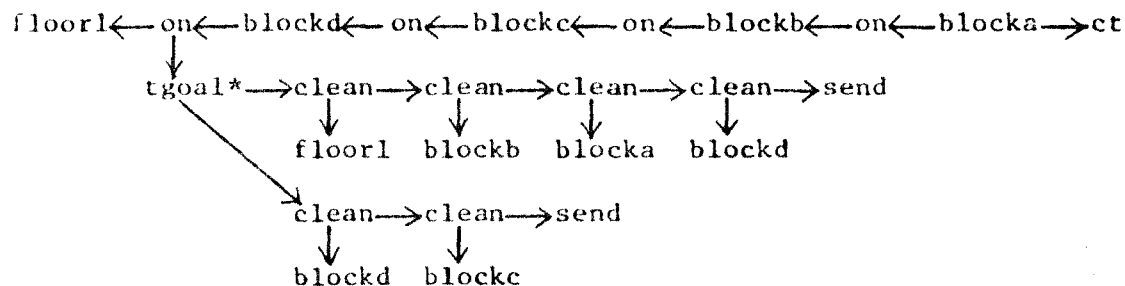 floorl on blockd on blockc on blockb on blocka ct
tgoal* clean clean clean clean send
floorl blockb blocka blockd
clean clean send
blockd blockc